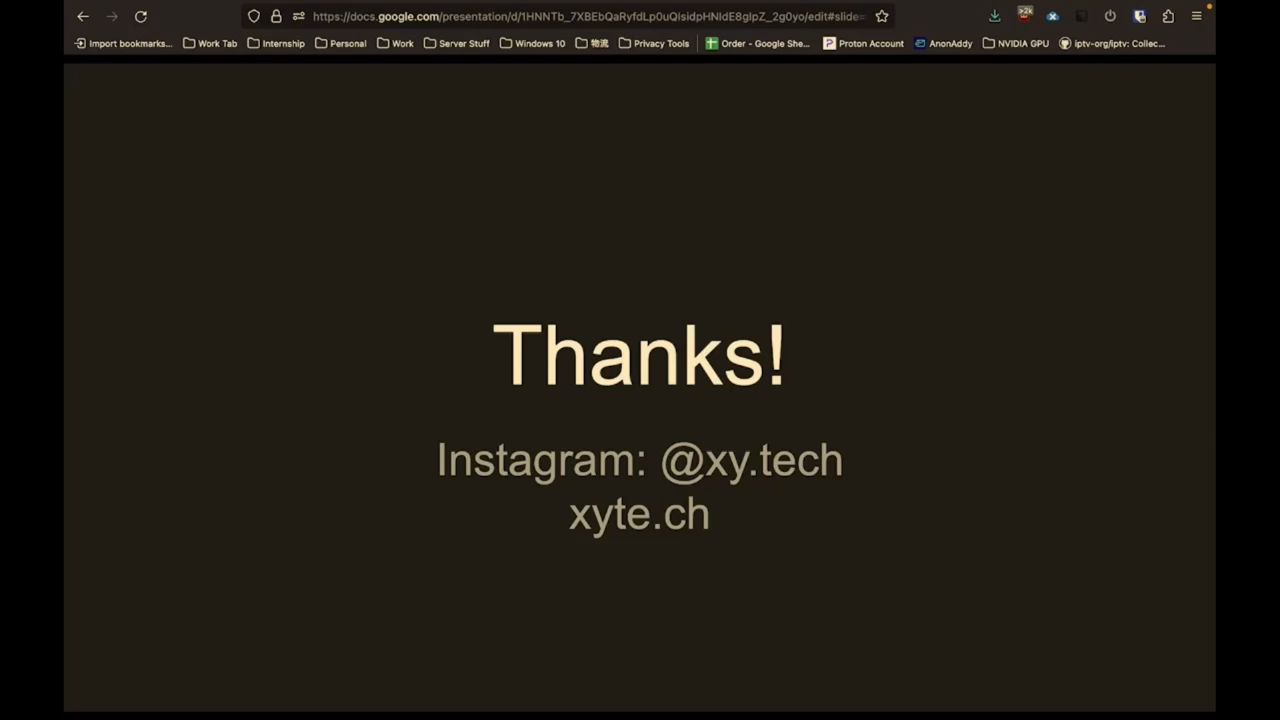 https://docs.google.com/presentation/d/1HNNTb_7XBEbQaRyfdLp0uQIsidpHNIdE8glpZ_2g0yo/edit#slide=
>2k
Import bookmarks... Work Tab Internship Personal Work Server Stuff Windows 10 物流 Privacy Tools Order - Google She... Proton Account AnonAddy NVIDIA GPU iptv-org/iptv: Collec...
Thanks!
Instagram: @xy.tech
xyte.ch